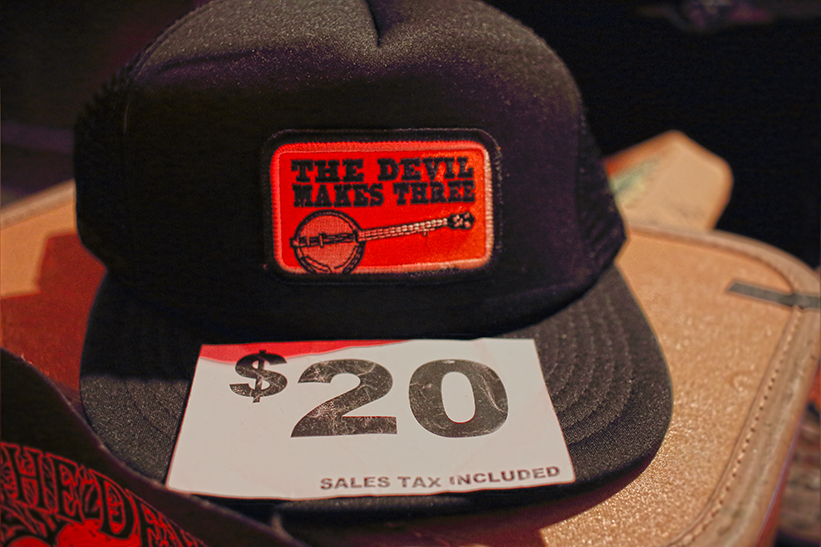 THE DEVIL
MAKES THREE
$20
SALES TAX INCLUDED